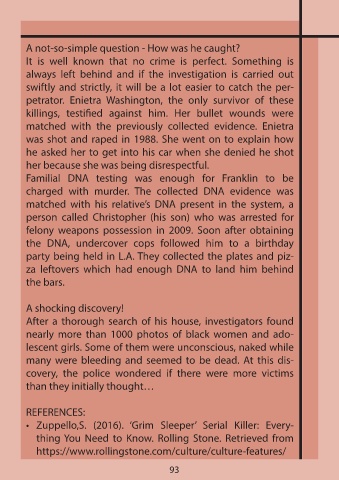 A not-so-simple question - How was he caught?
It is well known that no crime is perfect. Something is
always left behind and if the investigation is carried out
swiftly and strictly, it will be a lot easier to catch the per-
petrator. Enietra Washington, the only survivor of these
killings, testified against him. Her bullet wounds were
matched with the previously collected evidence. Enietra
was shot and raped in 1988. She went on to explain how
he asked her to get into his car when she denied he shot
her because she was being disrespectful.
Familial DNA testing was enough for Franklin to be
charged with murder. The collected DNA evidence was
matched with his relative's DNA present in the system, a
person called Christopher (his son) who was arrested for
felony weapons possession in 2009. Soon after obtaining
the DNA, undercover cops followed him to a birthday
party being held in L.A. They collected the plates and piz-
za leftovers which had enough DNA to land him behind
the bars.
A shocking discovery!
After a thorough search of his house, investigators found
nearly more than 1000 photos of black women and ado-
lescent girls. Some of them were unconscious, naked while
many were bleeding and seemed to be dead. At this dis-
covery, the police wondered if there were more victims
than they initially thought…
REFERENCES:
• Zuppello,S. (2016). 'Grim Sleeper' Serial Killer: Every-
thing You Need to Know. Rolling Stone. Retrieved from
https://www.rollingstone.com/culture/culture-features/
93